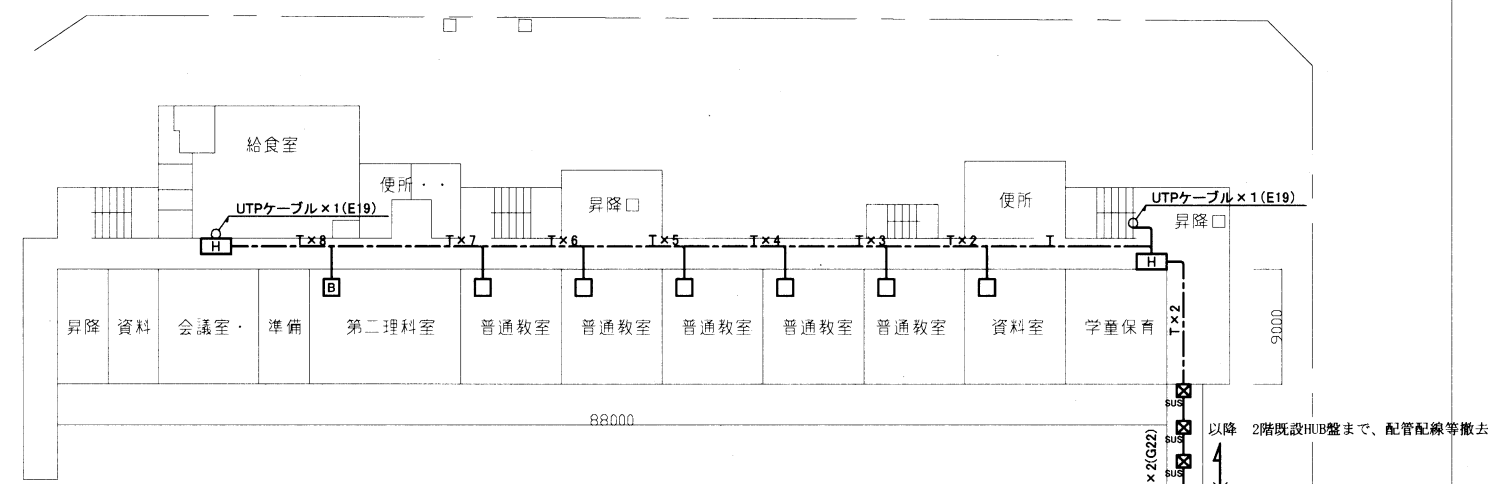 給食室
便所・・
昇降口
便所
UTPケーブル×1(E19)
昇降口
UTPケーブル×1(E19)
H
T×8
T×7
T×6
T×5
T×4
T×3
T×2
T
H
B
昇降
資料
会議室・
準備
第二理科室
普通教室
普通教室
普通教室
普通教室
普通教室
資料室
学童保育
T×2
9000
SUS
88000
以降 2階既設HUB盤まで、配管配線等撤去
SUS
×2(G22)
SUS